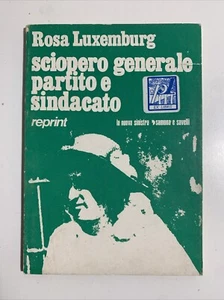 Rosa Luxemburg
sciopero generale
partito e
sindacato
reprint
la nuova sinistra samonà e savelli